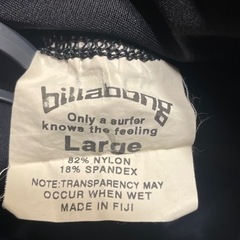 billabong
Only a surfer
knows the feeling
Large
82% NYLON
18% SPANDEX
NOTE:TRANSPARENCY MAY
OCCUR WHEN WET
MADE IN FIJI